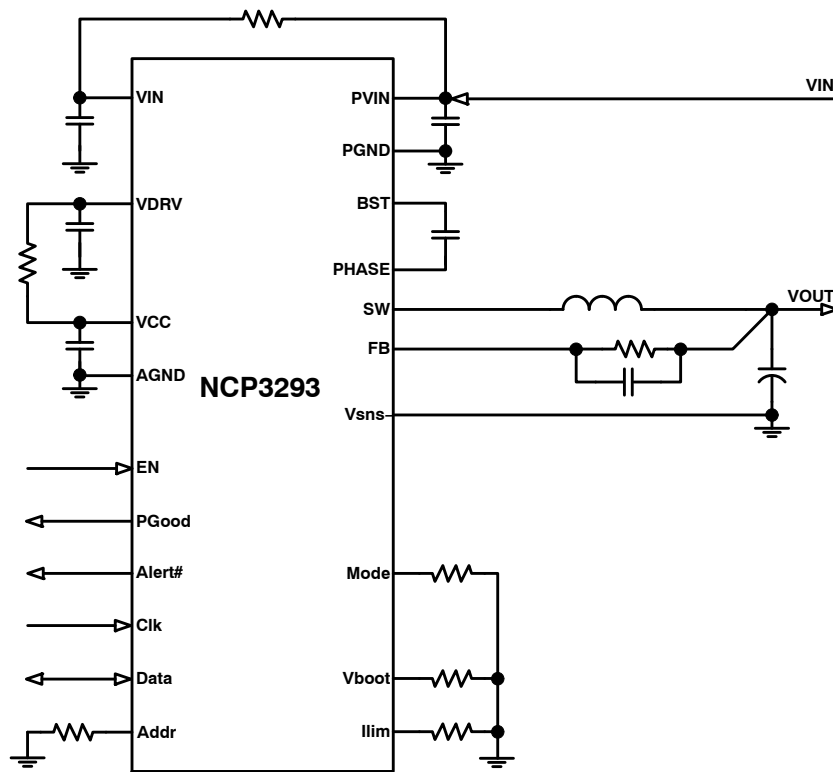 VIN
PVIN
VIN
PGND
VDRV
BST
PHASE
SW
VOUT
VCC
FB
AGND
NCP3293
Vsns–
EN
PGood
Alert#
Mode
Clk
Data
Vboot
Addr
Ilim